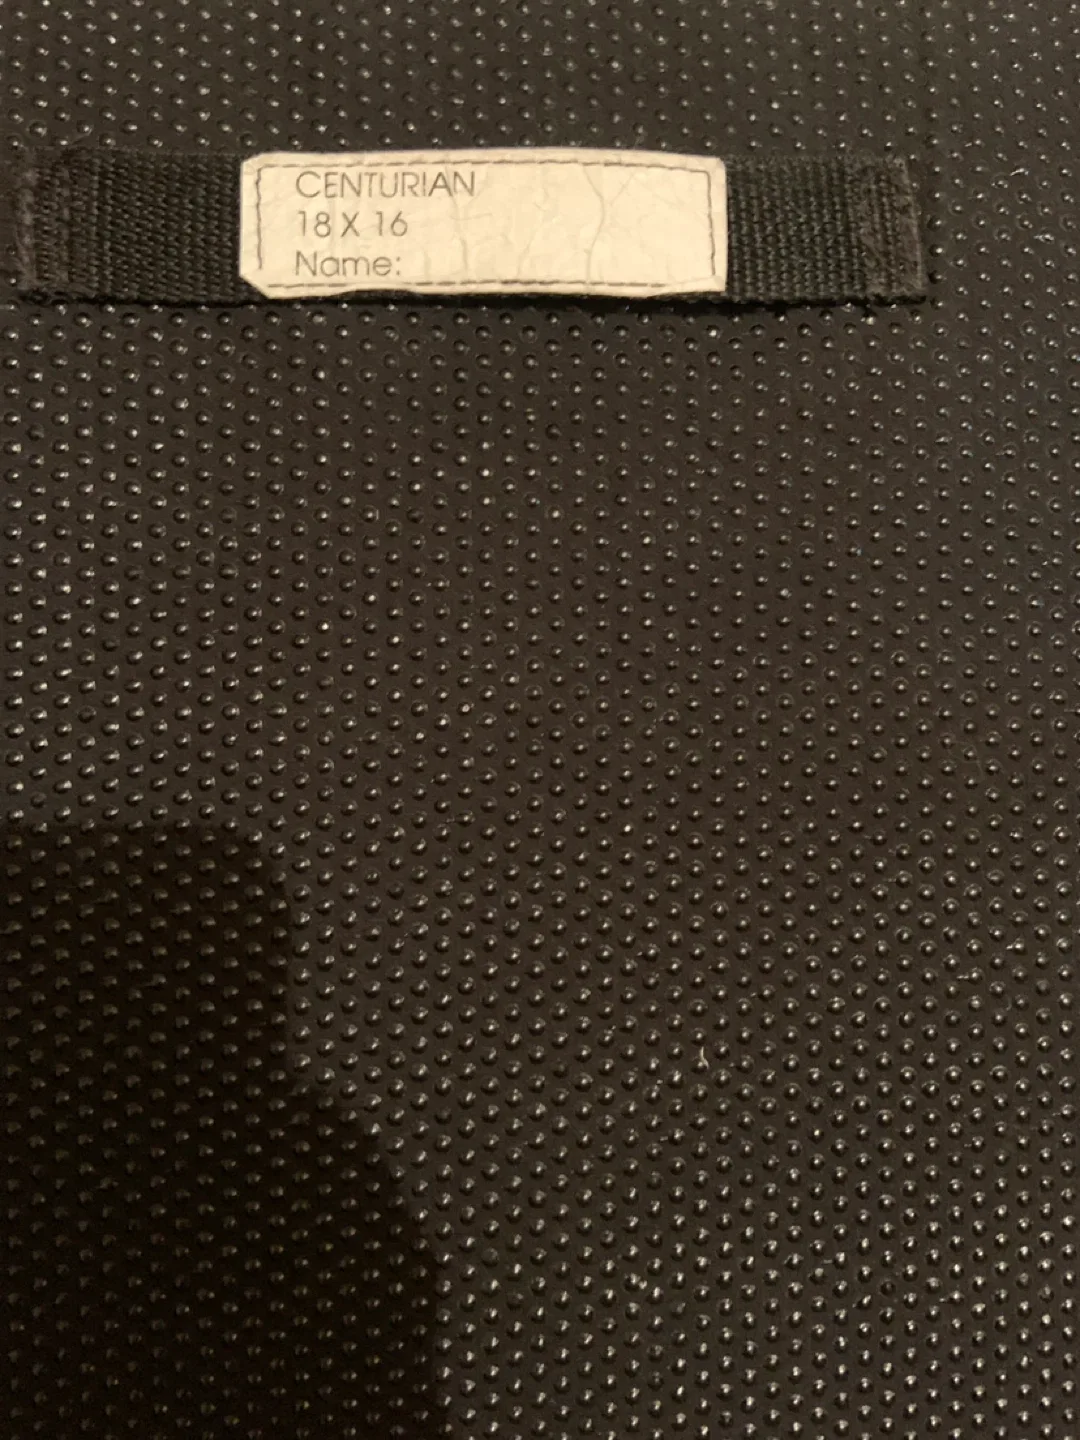 CENTURIAN
18 X 16
Name: